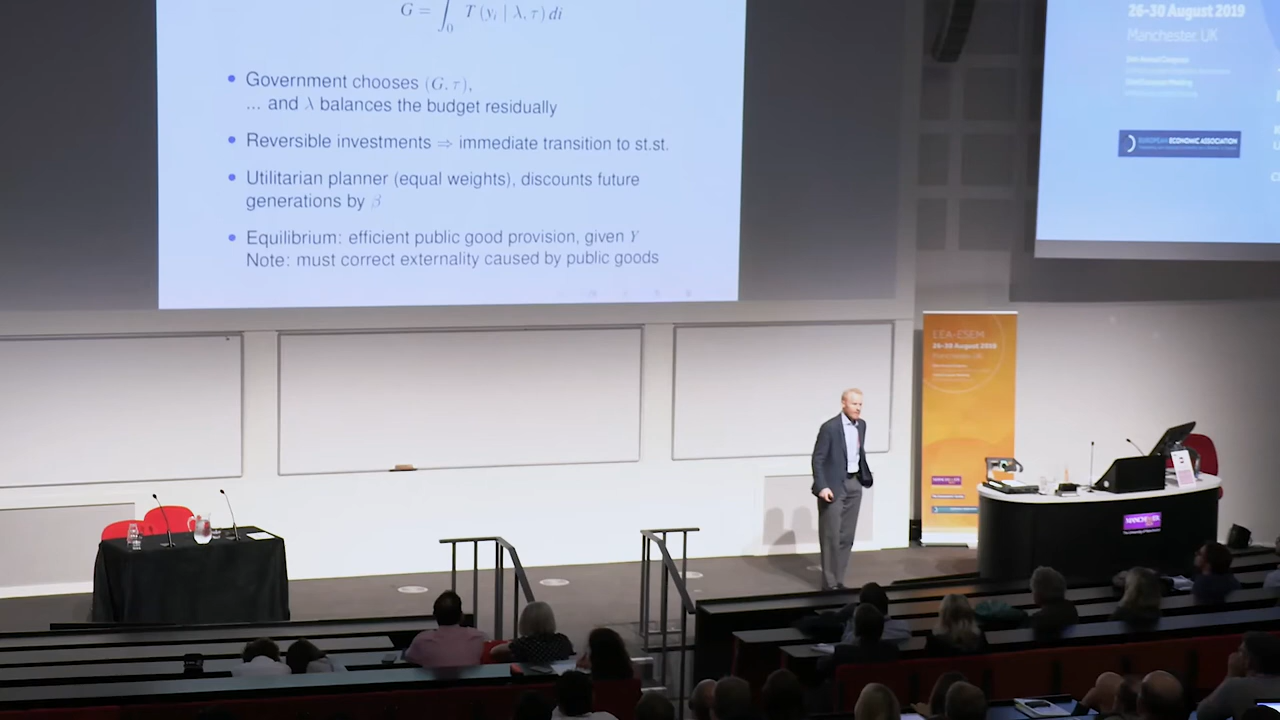 G = ∫₀ T (yᵢ | λ, τ) di
Government chooses (G, τ),
... and λ balances the budget residually
Reversible investments ⇒ immediate transition to st.st.
Utilitarian planner (equal weights), discounts future
generations by β
Equilibrium: efficient public good provision, given Y
Note: must correct externality caused by public goods
26-30 August 2019
Manchester, UK
EUROPEAN ECONOMIC ASSOCIATION
EEA-ESEM
26-30 August 2019
Manchester, UK
MANCHESTER